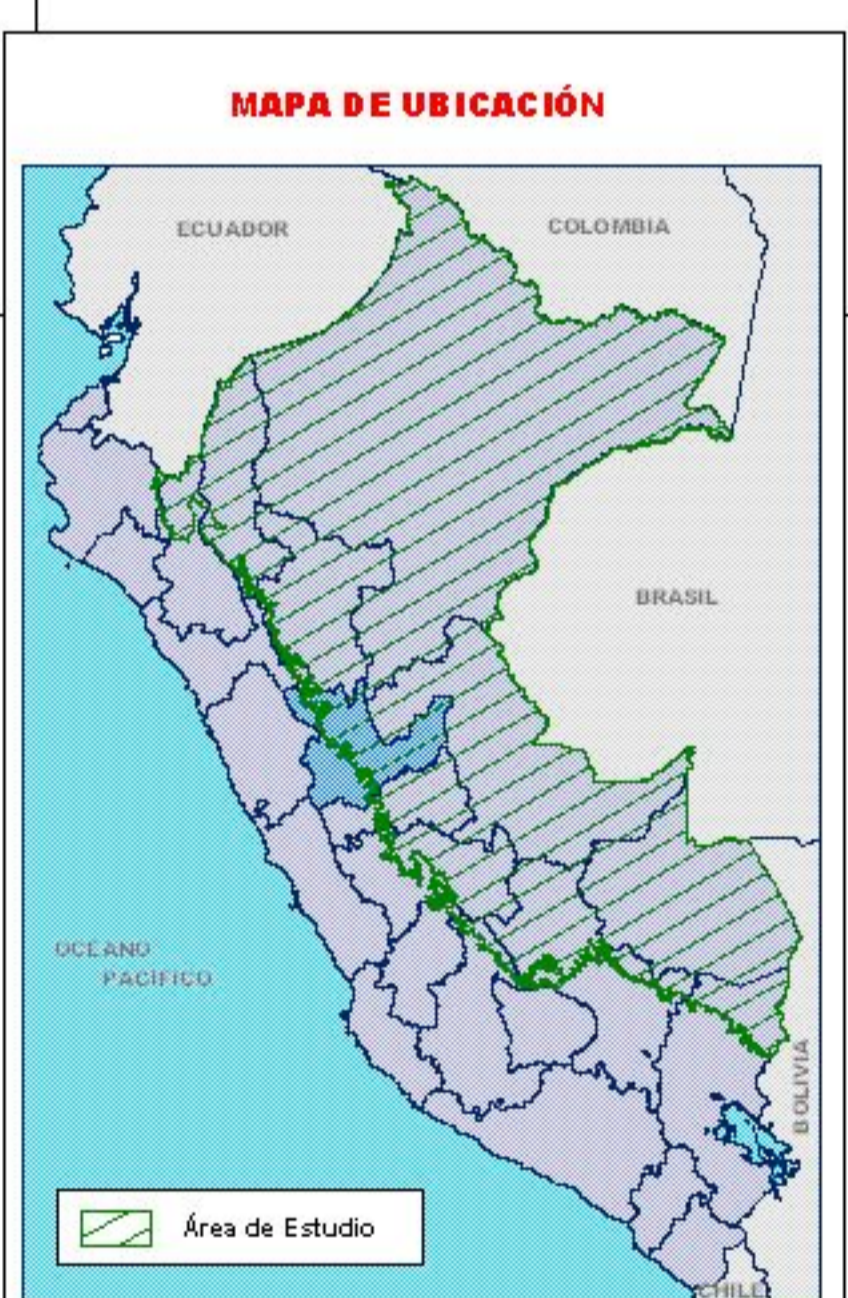 MAPA DE UBICACIÓN
ECUADOR
COLOMBIA
BRASIL
OCEANO
PACIFICO
BOLIVIA
Área de Estudio
CHILE